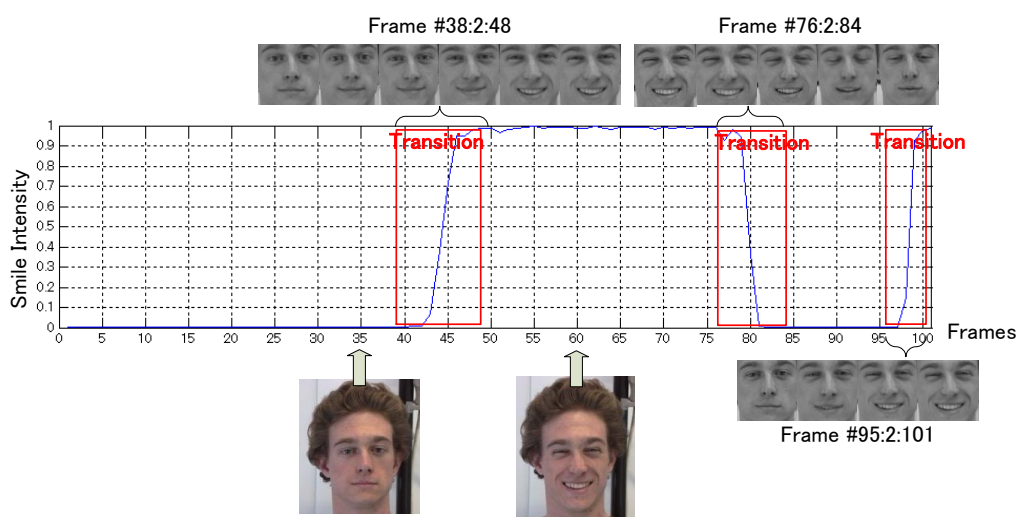 Frame #38:2:48
Frame #76:2:84
Smile Intensity
1
0.9
0.8
0.7
0.6
0.5
0.4
0.3
0.2
0.1
0
Transition
Transition
Transition
0 5 10 15 20 25 30 35 40 45 50 55 60 65 70 75 80 85 90 95 100
Frames
Frame #95:2:101